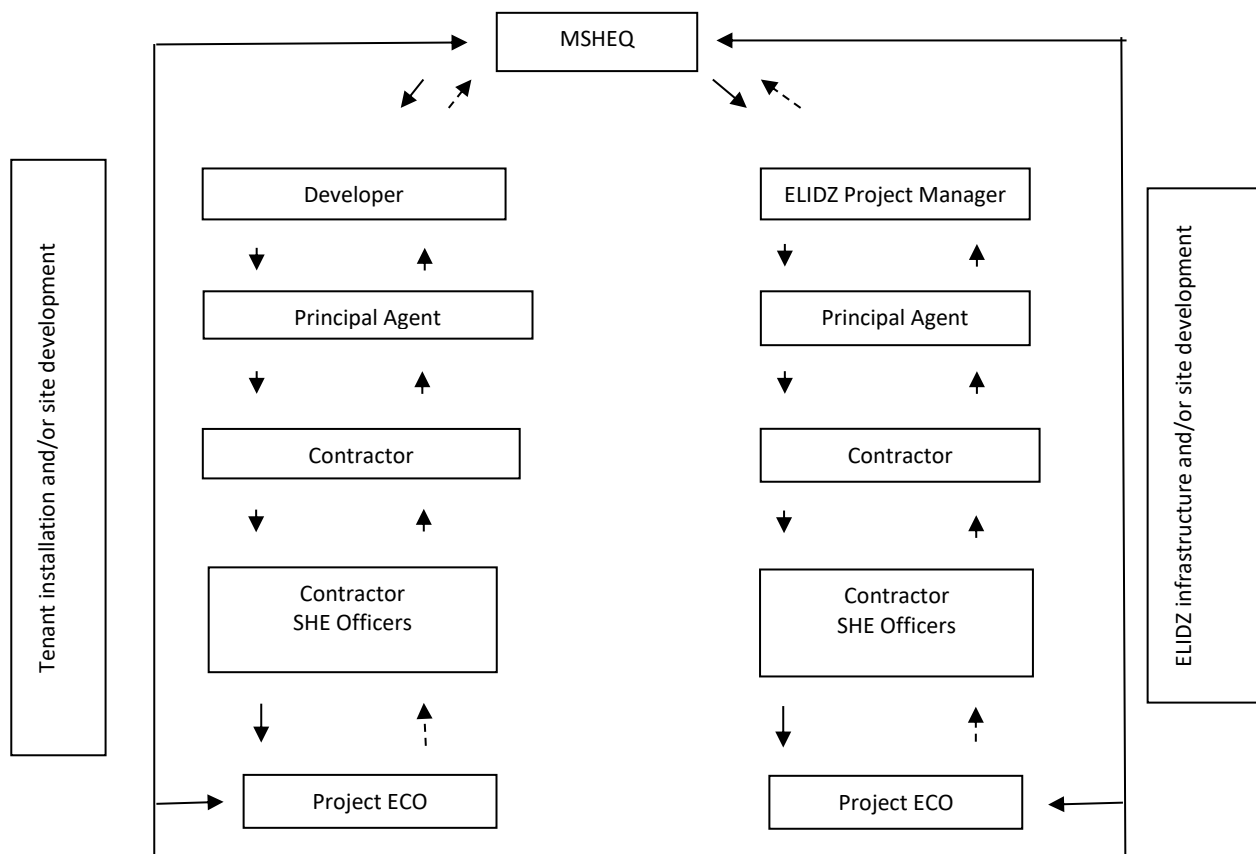 MSHEQ
Tenant installation and/or site development
Developer
Principal Agent
Contractor
Contractor
SHE Officers
Project ECO
ELIDZ Project Manager
Principal Agent
Contractor
Contractor
SHE Officers
Project ECO
ELIDZ infrastructure and/or site development